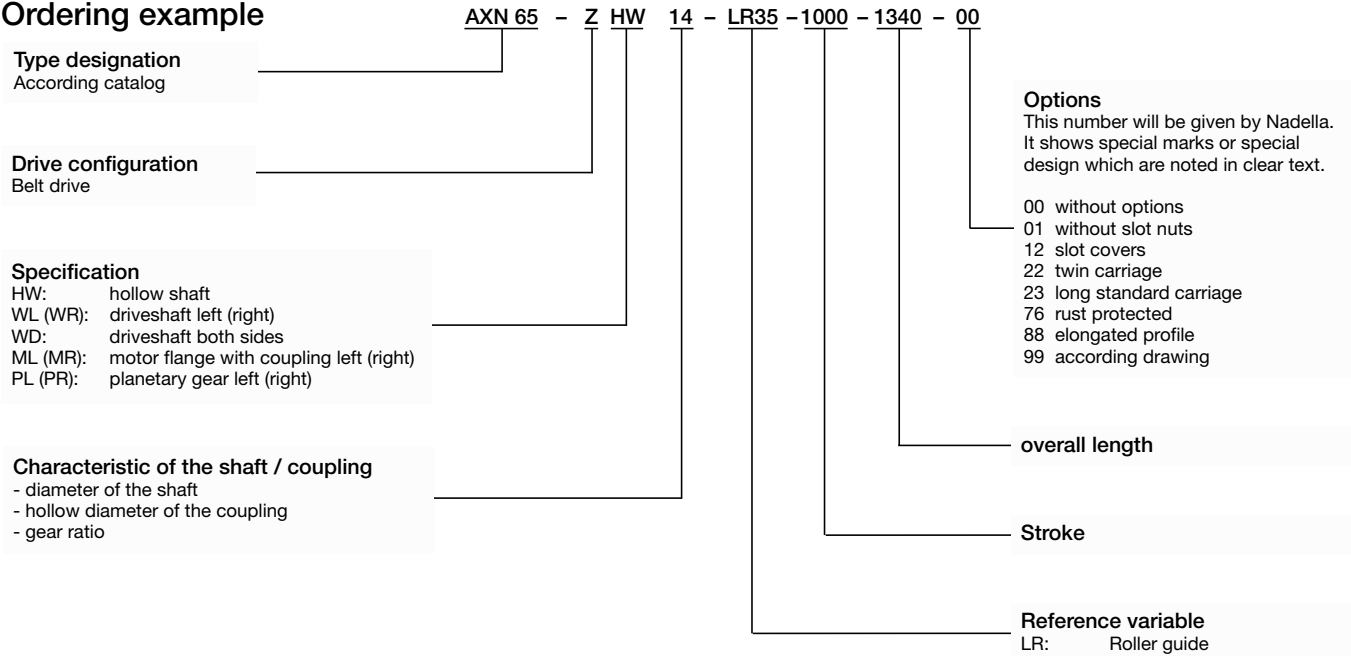 Ordering example
AXN 65 – Z HW 14 – LR35 – 1000 – 1340 – 00
Type designation
According catalog
Drive configuration
Belt drive
Specification
HW: hollow shaft
WL (WR): driveshaft left (right)
WD: driveshaft both sides
ML (MR): motor flange with coupling left (right)
PL (PR): planetary gear left (right)
Characteristic of the shaft / coupling
- diameter of the shaft
- hollow diameter of the coupling
- gear ratio
Options
This number will be given by Nadella.
It shows special marks or special
design which are noted in clear text.
00 without options
01 without slot nuts
12 slot covers
22 twin carriage
23 long standard carriage
76 rust protected
88 elongated profile
99 according drawing
overall length
Stroke
Reference variable
LR: Roller guide